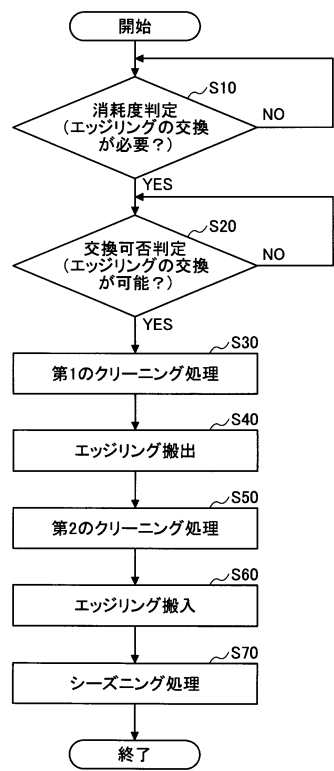 開始
S10
消耗度判定
(エッジリングの交換
が必要?)
NO
YES
S20
交換可否判定
(エッジリングの交換
が可能?)
NO
YES
S30
第1のクリーニング処理
S40
エッジリング搬出
S50
第2のクリーニング処理
S60
エッジリング搬入
S70
シーズニング処理
終了